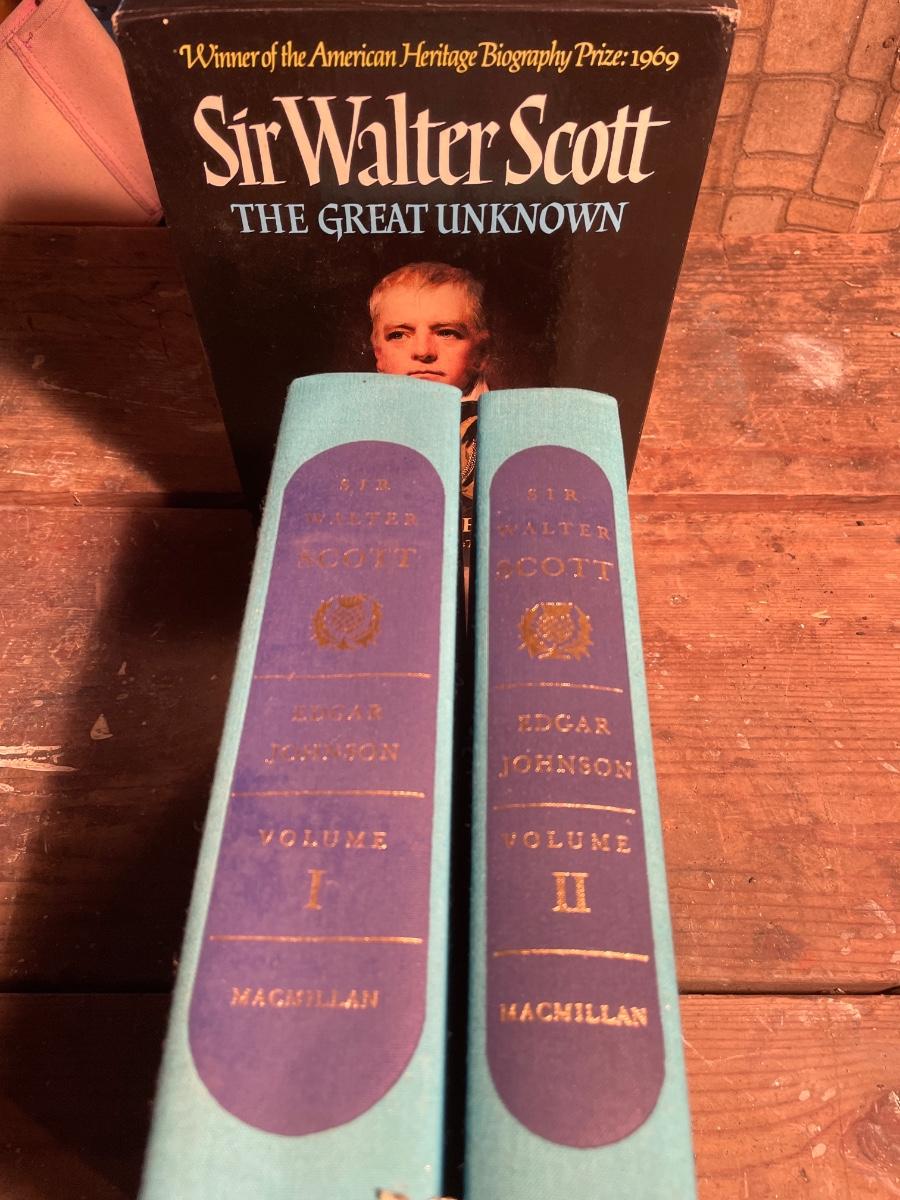 Winner of the American Heritage Biography Prize: 1969
Sir Walter Scott
THE GREAT UNKNOWN
SIR
WALTER
SCOTT
EDGAR
JOHNSON
VOLUME
I
MACMILLAN
SIR
WALTER
SCOTT
EDGAR
JOHNSON
VOLUME
II
MACMILLAN